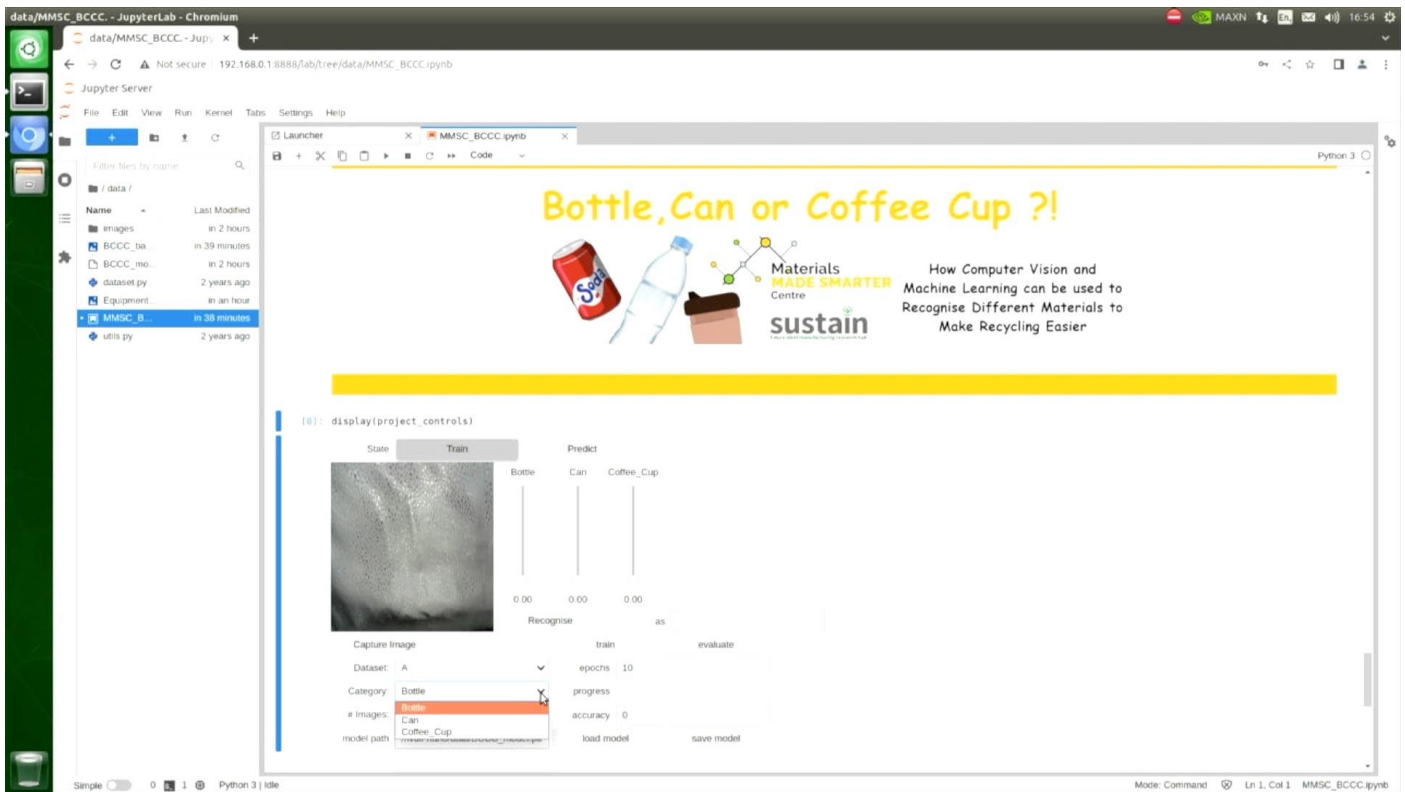 data/MMSC_BCCC. - JupyterLab - Chromium
MAXN En 16:54
data/MMSC_BCCC. - Jupy × +
Not secure 192.168.0.1:8888/lab/tree/data/MMSC_BCCC.ipynb
Jupyter Server
File Edit View Run Kernel Tabs Settings Help
Launcher × MMSC_BCCC.ipynb ×
Code Python 3
Filter files by name
/ data /
Name Last Modified
images in 2 hours
BCCC_ba... in 39 minutes
BCCC_mo... in 2 hours
dataset.py 2 years ago
Equipment... in an hour
MMSC_B... in 38 minutes
utils.py 2 years ago
Bottle,Can or Coffee Cup ?!
Soda
Materials
MADE SMARTER
Centre
sustain
How Computer Vision and
Machine Learning can be used to
Recognise Different Materials to
Make Recycling Easier
[8]: display(project_controls)
State Train Predict
Bottle Can Coffee_Cup
0.00 0.00 0.00
Recognise as
Capture Image train evaluate
Dataset: A epochs 10
Category: Bottle progress
Bottle
# Images: Can accuracy 0
Coffee_Cup
model path load model save model
Simple 0 1 Python 3 | Idle
Mode: Command Ln 1, Col 1 MMSC_BCCC.ipynb